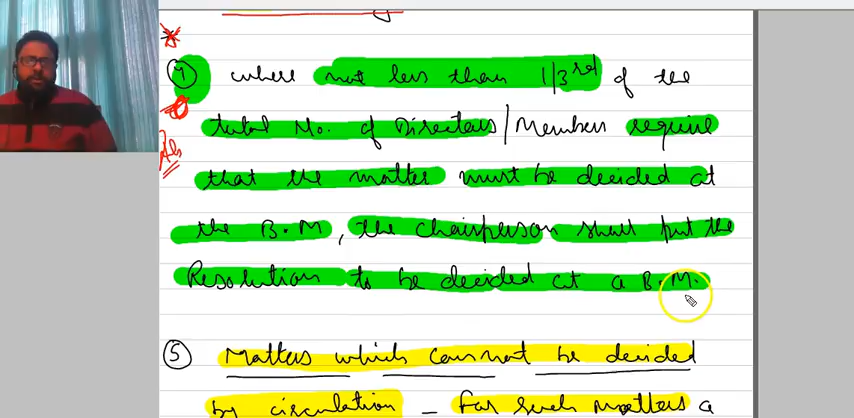 ④ where not less than 1/3rd of the
total No. of Directors/Members require
that the matter must be decided at
the B.M, the chairperson shall put the
Resolution to be decided at a B.M.
⑤ Matters which cannot be decided
by circulation - For such matters a